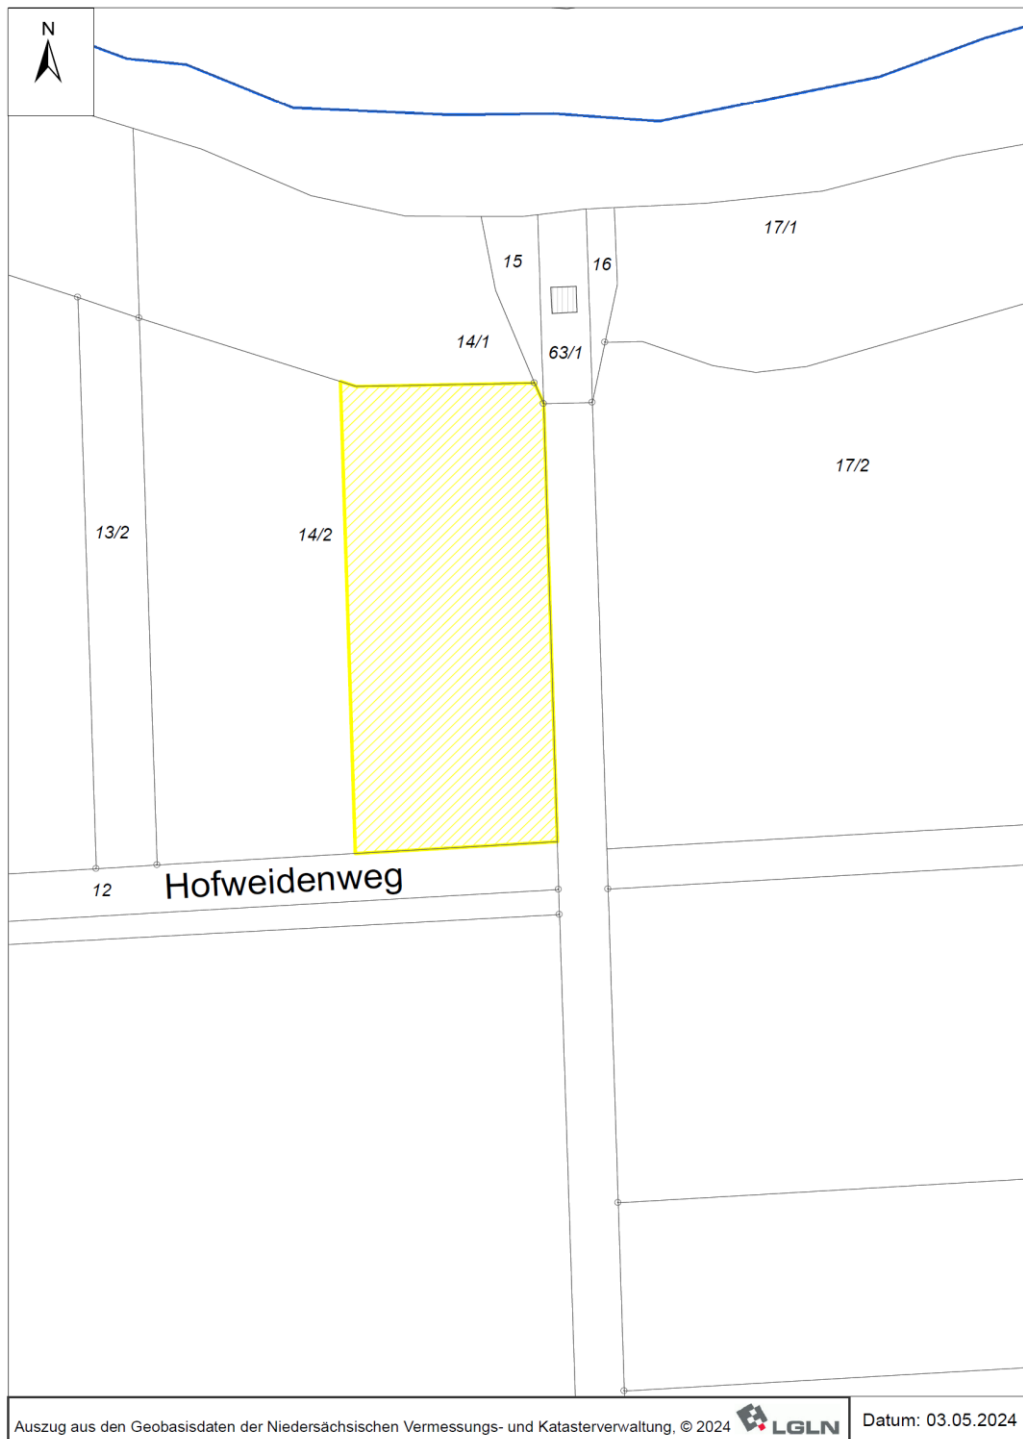 N
17/1
15
16
14/1
63/1
17/2
13/2
14/2
12
Hofweidenweg
Auszug aus den Geobasisdaten der Niedersächsischen Vermessungs- und Katasterverwaltung, © 2024
LGLN
Datum: 03.05.2024